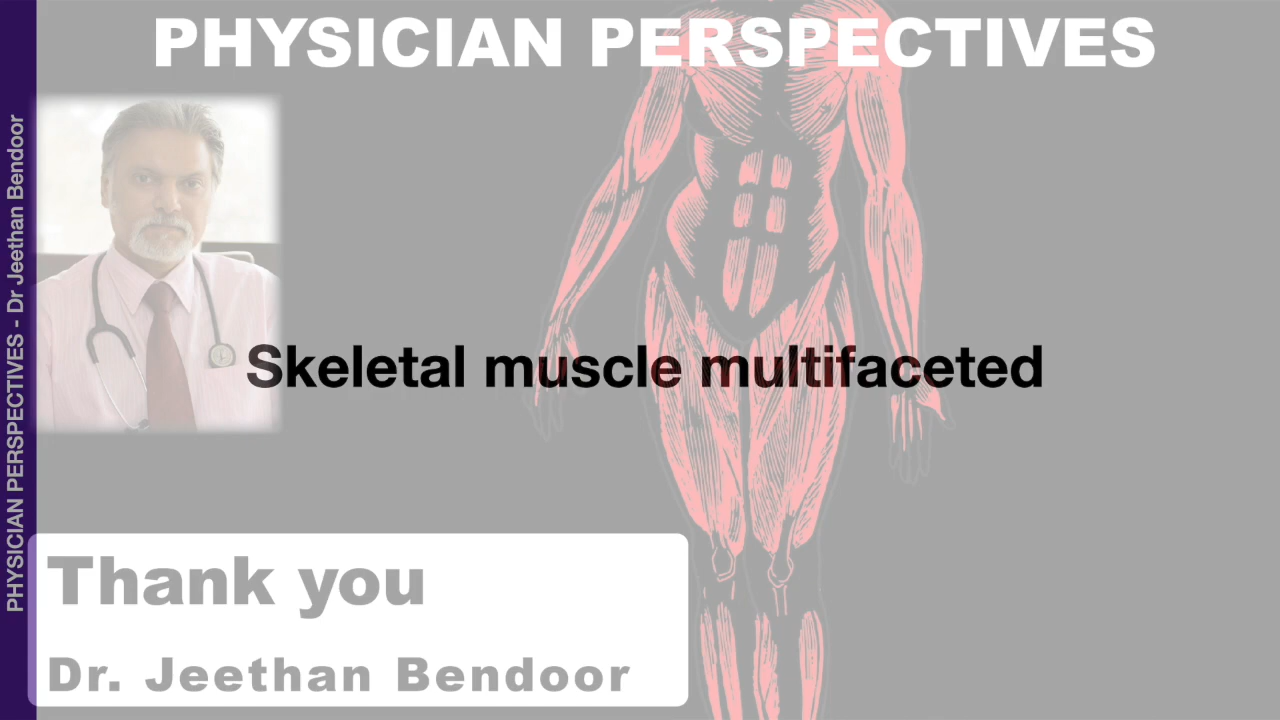 PHYSICIAN PERSPECTIVES
PHYSICIAN PERSPECTIVES - Dr Jeethan Bendoor
Skeletal muscle multifaceted
Thank you
Dr. Jeethan Bendoor